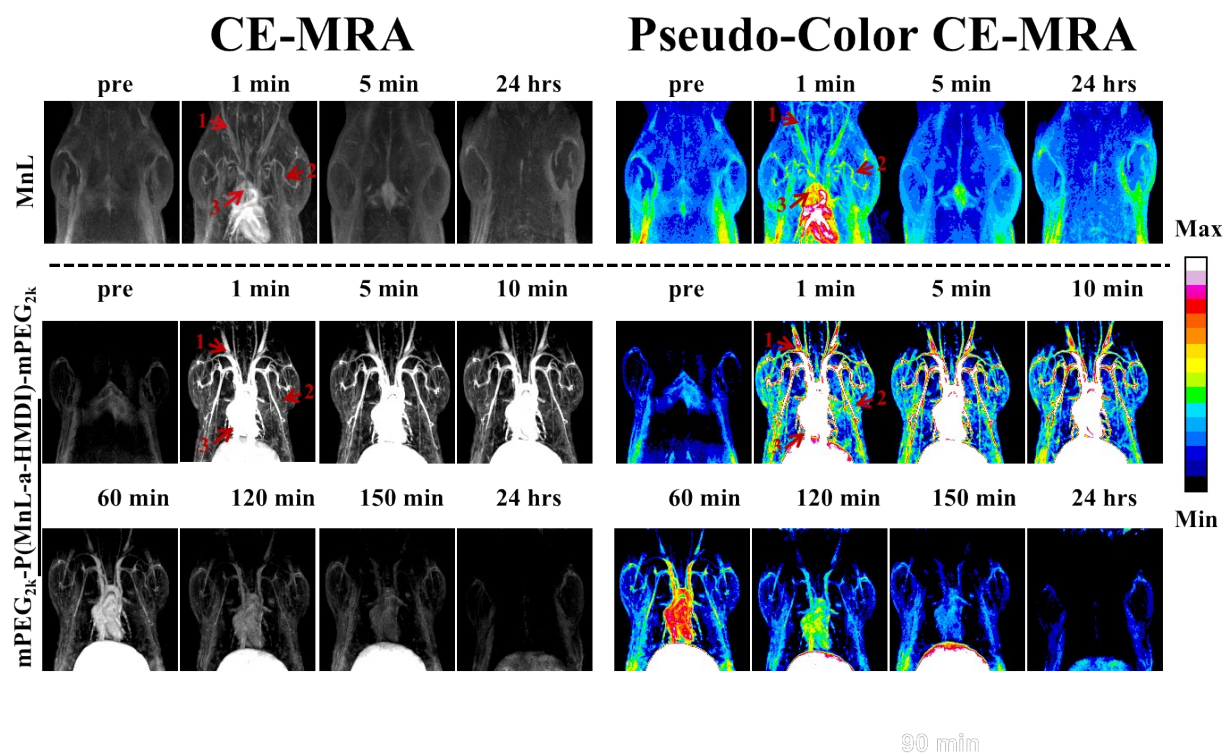 CE-MRA
Pseudo-Color CE-MRA
pre 1 min 5 min 24 hrs
pre 1 min 5 min 24 hrs
MnL
1
2
3
1
2
3
Max
pre 1 min 5 min 10 min
pre 1 min 5 min 10 min
mPEG2k-P(MnL-a-HMDI)-mPEG2k
1
2
3
1
2
3
60 min 120 min 150 min 24 hrs
60 min 120 min 150 min 24 hrs
Min
90 min